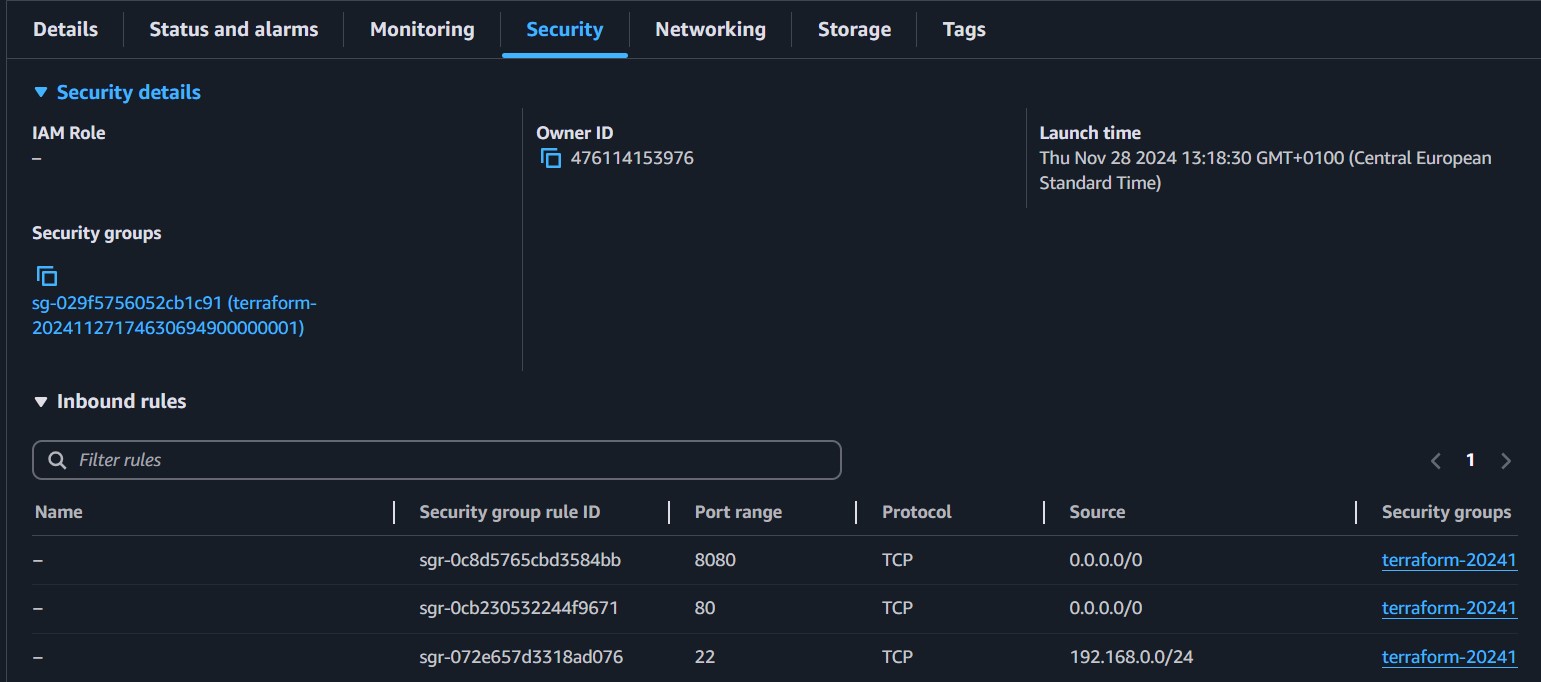 Details Status and alarms Monitoring Security Networking Storage Tags
Security details
IAM Role
–
Owner ID
476114153976
Launch time
Thu Nov 28 2024 13:18:30 GMT+0100 (Central European
Standard Time)
Security groups
sg-029f5756052cb1c91 (terraform-
20241127174630694900000001)
Inbound rules
Filter rules
1
Name Security group rule ID Port range Protocol Source Security groups
– sgr-0c8d5765cbd3584bb 8080 TCP 0.0.0.0/0 terraform-20241
– sgr-0cb230532244f9671 80 TCP 0.0.0.0/0 terraform-20241
– sgr-072e657d3318ad076 22 TCP 192.168.0.0/24 terraform-20241